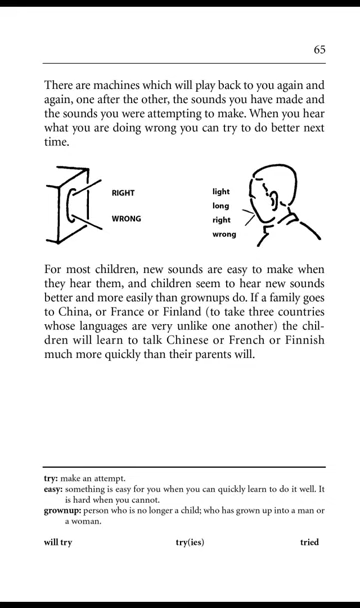 65
There are machines which will play back to you again and
again, one after the other, the sounds you have made and
the sounds you were attempting to make. When you hear
what you are doing wrong you can try to do better next
time.
RIGHT
WRONG
light
long
right
wrong
For most children, new sounds are easy to make when
they hear them, and children seem to hear new sounds
better and more easily than grownups do. If a family goes
to China, or France or Finland (to take three countries
whose languages are very unlike one another) the chil-
dren will learn to talk Chinese or French or Finnish
much more quickly than their parents will.
try: make an attempt.
easy: something is easy for you when you can quickly learn to do it well. It
is hard when you cannot.
grownup: person who is no longer a child; who has grown up into a man or
a woman.
will try try(ies) tried